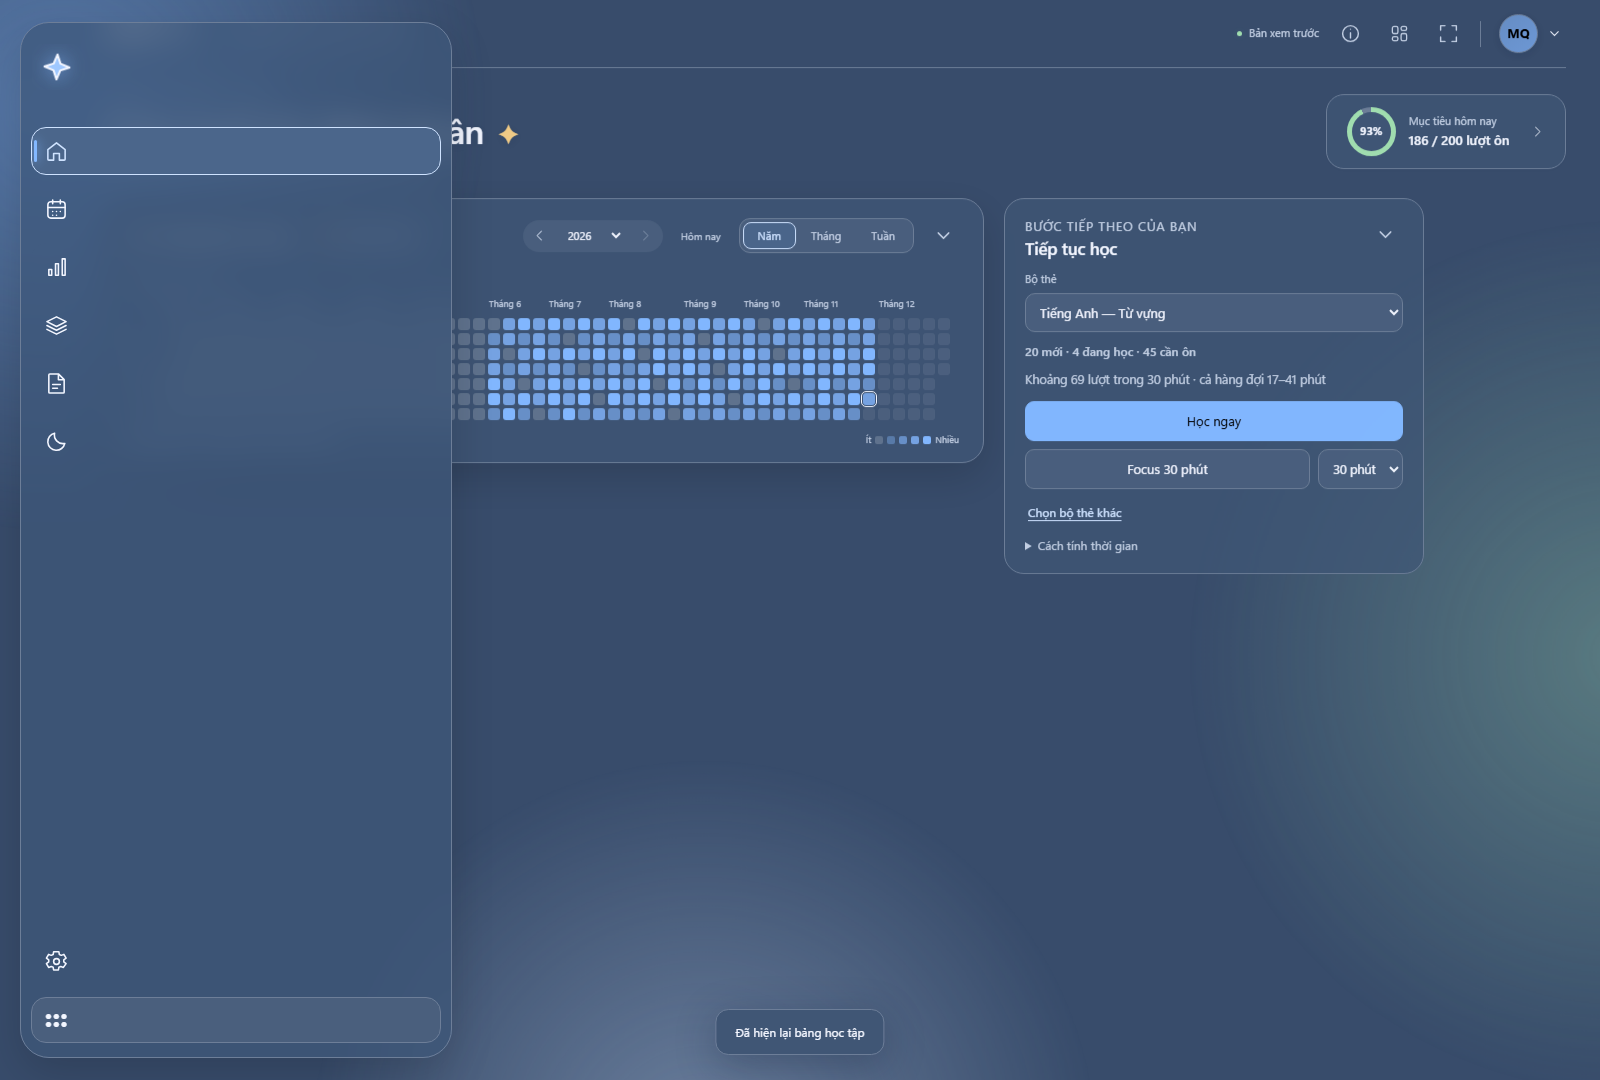 Bản xem trước
MQ
ân
93%
Mục tiêu hôm nay
186 / 200 lượt ôn
2026
Hôm nay
Năm
Tháng
Tuần
Tháng 6
Tháng 7
Tháng 8
Tháng 9
Tháng 10
Tháng 11
Tháng 12
Ít
Nhiều
BƯỚC TIẾP THEO CỦA BẠN
Tiếp tục học
Bộ thẻ
Tiếng Anh — Từ vựng
20 mới · 4 đang học · 45 cần ôn
Khoảng 69 lượt trong 30 phút · cả hàng đợi 17–41 phút
Học ngay
Focus 30 phút
30 phút
Chọn bộ thẻ khác
Cách tính thời gian
Đã hiện lại bảng học tập